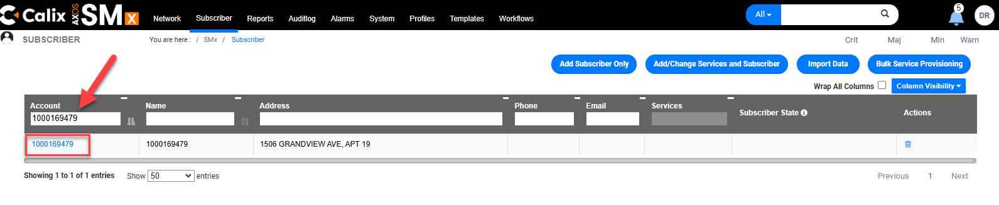 Calix AXOS SMx Network Subscriber Reports Auditlog Alarms System Profiles Templates Workflows All 5 DR
SUBSCRIBER You are here : / SMx / Subscriber Crit Maj Min Warn
Add Subscriber Only Add/Change Services and Subscriber Import Data Bulk Service Provisioning
Wrap All Columns Column Visibility
Account Name Address Phone Email Services Subscriber State Actions
1000169479
1000169479 1000169479 1506 GRANDVIEW AVE, APT 19
Showing 1 to 1 of 1 entries Show 50 entries Previous 1 Next